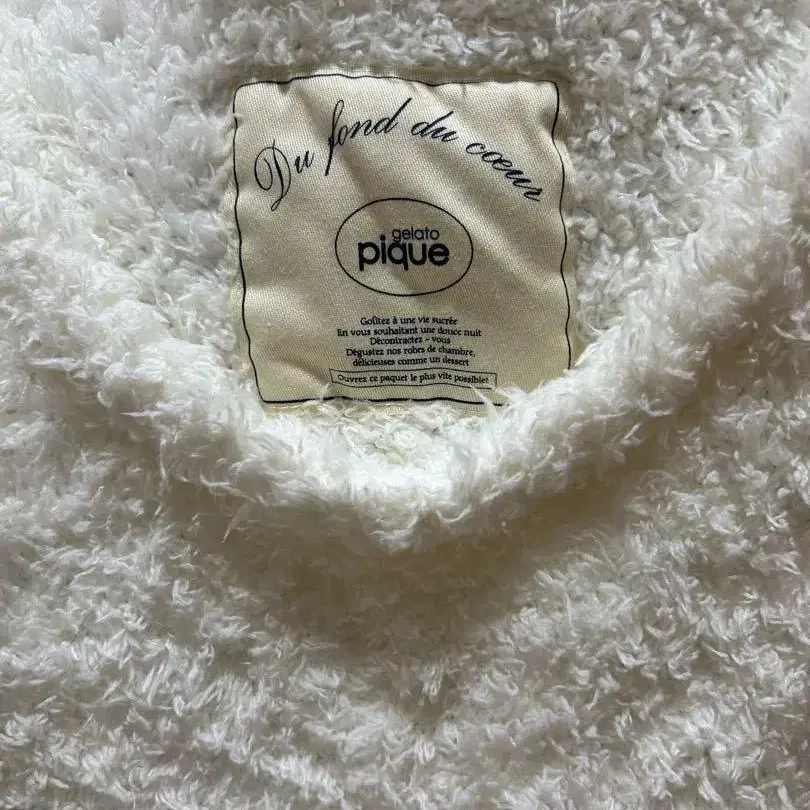 Du fond du cœur
gelato
pique
Goûtez à une vie sucrée
En vous souhaitant une douce nuit
Décontractez - vous
Dégustez nos robes de chambre,
délicieuses comme un dessert
Ouvrez ce paquet le plus vite possible!